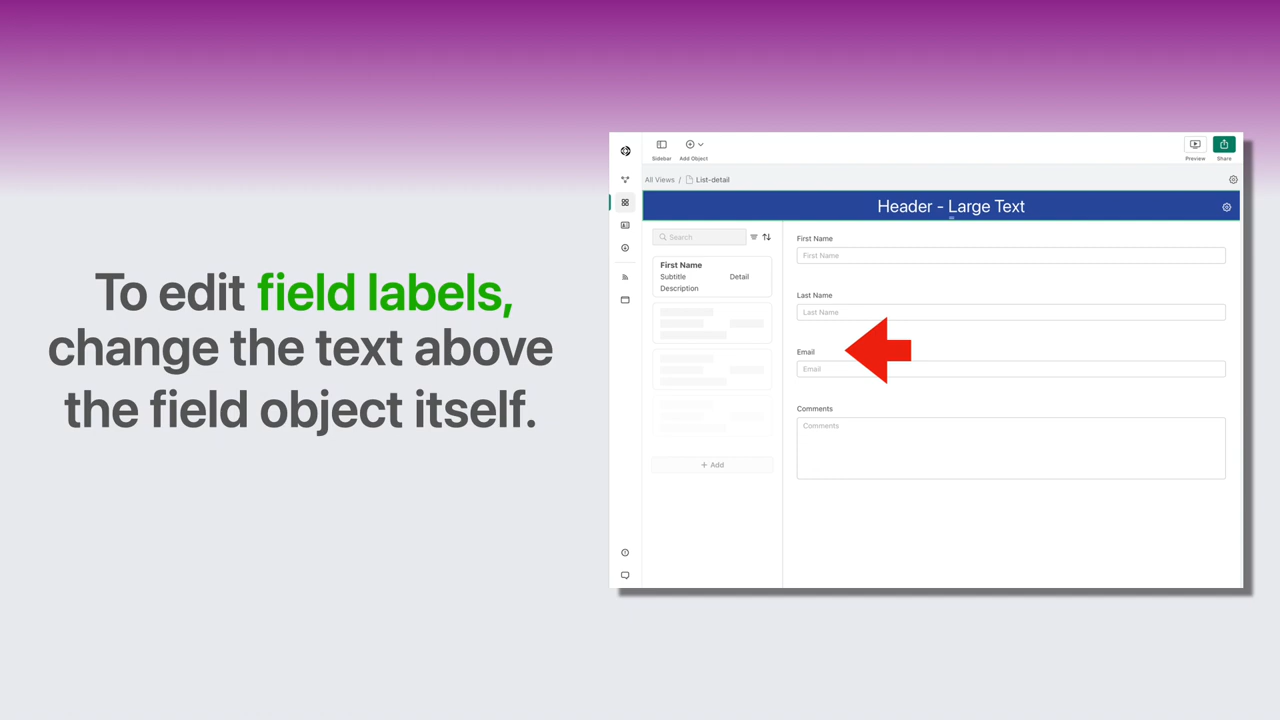 To edit field labels,
change the text above
the field object itself.
Sidebar
Add Object
Preview
Share
All Views / List-detail
Header - Large Text
Search
First Name
Subtitle Detail
Description
+ Add
First Name
First Name
Last Name
Last Name
Email
Email
Comments
Comments